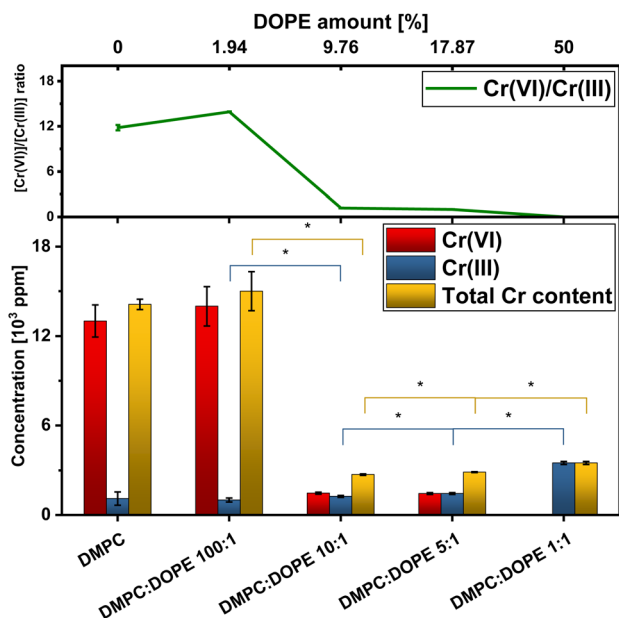 DOPE amount [%]
0 1.94 9.76 17.87 50
[Cr(VI)]/[Cr(III)] ratio
18
12
6
0
Cr(VI)/Cr(III)
Concentration [10³ ppm]
18
12
6
0
Cr(VI)
Cr(III)
Total Cr content
*
*
*
*
*
*
DMPC
DMPC:DOPE 100:1
DMPC:DOPE 10:1
DMPC:DOPE 5:1
DMPC:DOPE 1:1